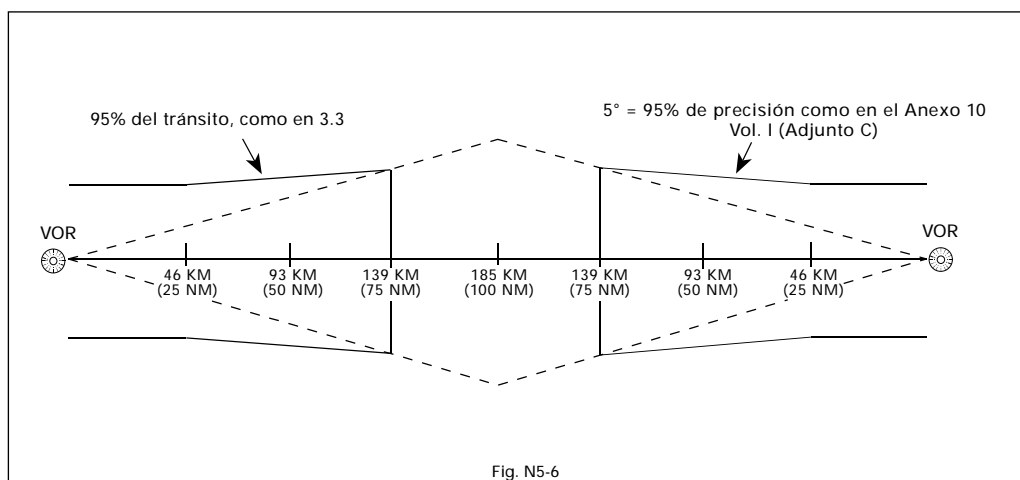 95% del tránsito, como en 3.3
5° = 95% de precisión como en el Anexo 10
Vol. I (Adjunto C)
VOR
VOR
46 KM
(25 NM)
93 KM
(50 NM)
139 KM
(75 NM)
185 KM
(100 NM)
139 KM
(75 NM)
93 KM
(50 NM)
46 KM
(25 NM)
Fig. N5-6